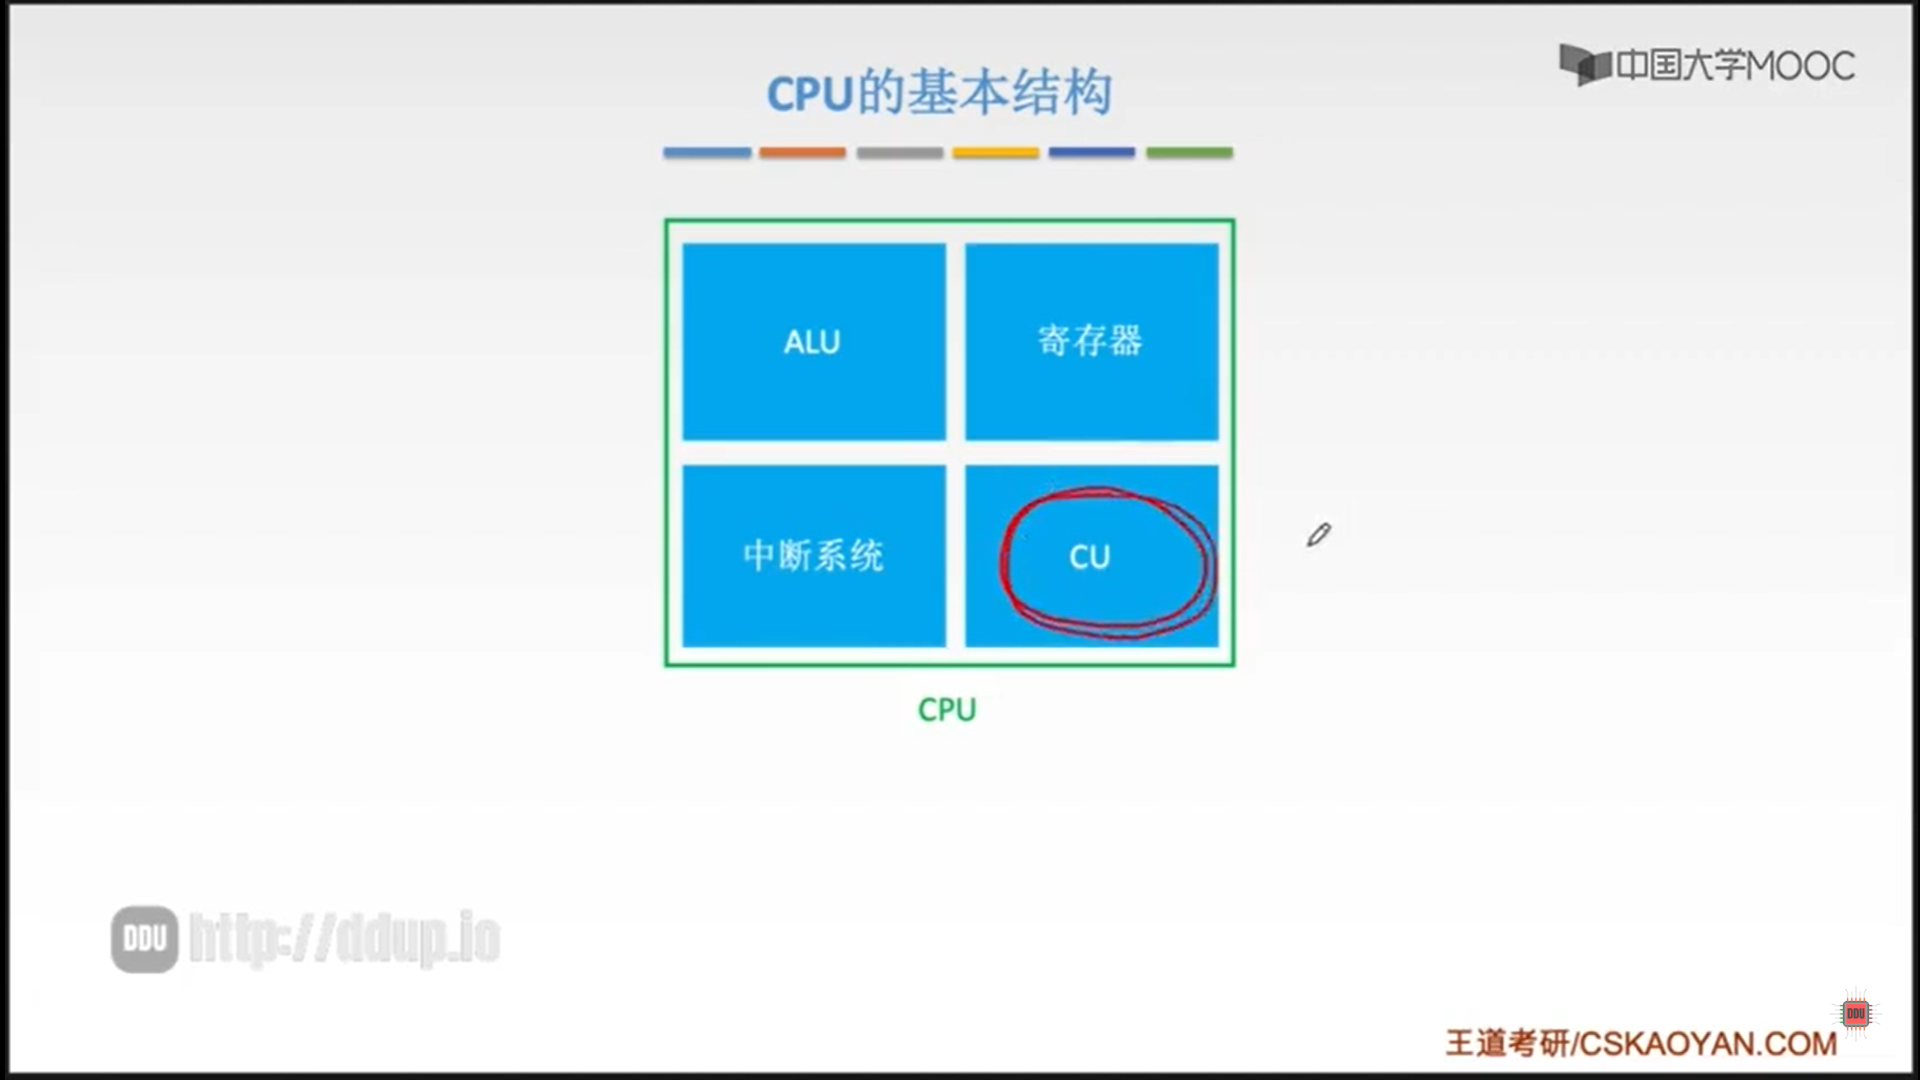 中国大学MOOC
CPU的基本结构
ALU
寄存器
中断系统
CU
CPU
DDU http://ddup.io
DDU
王道考研/CSKAOYAN.COM